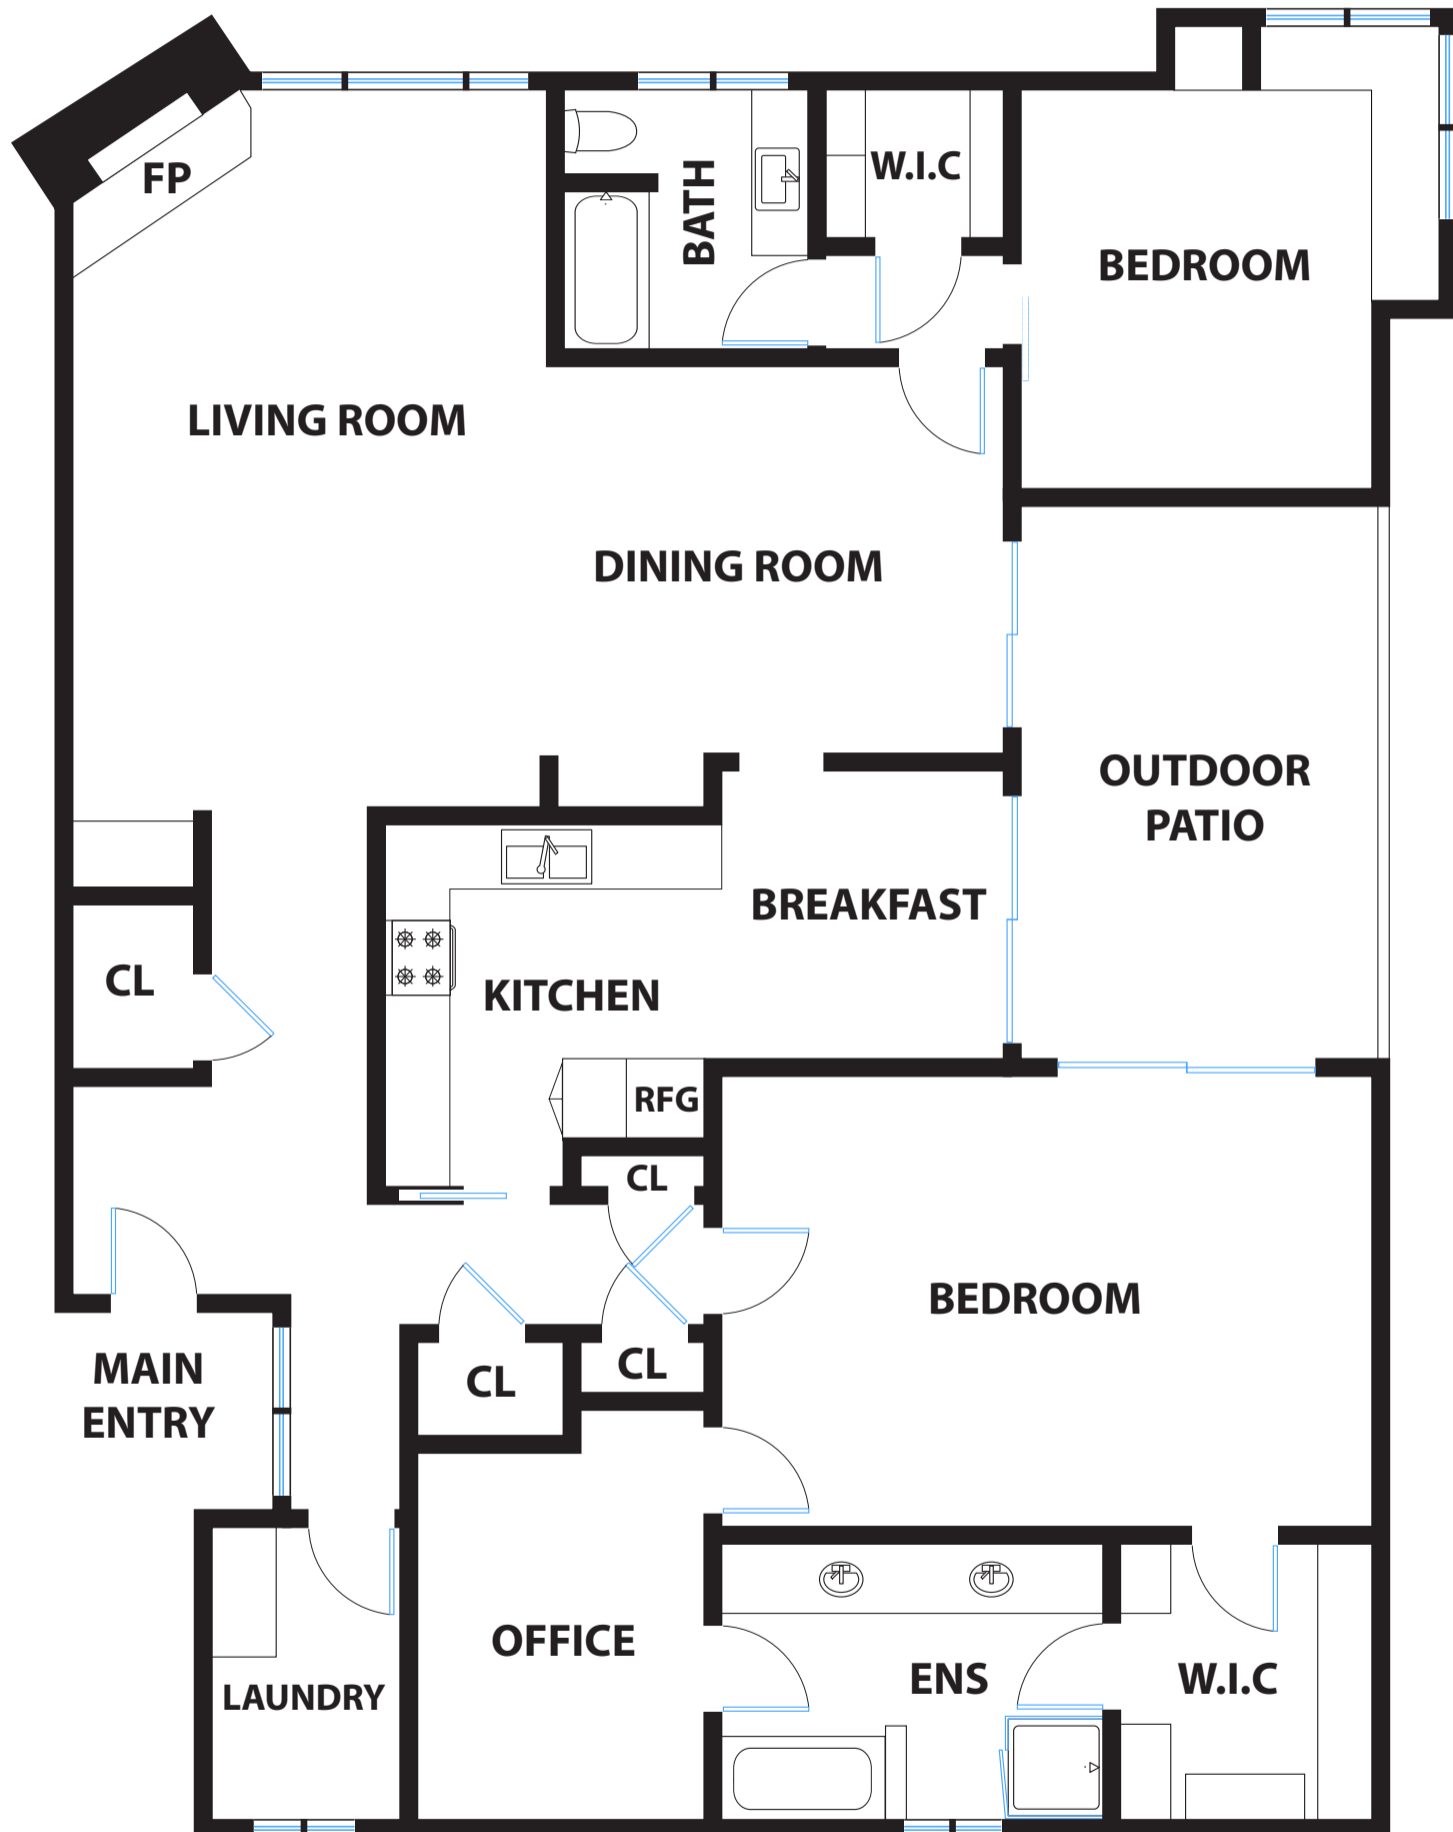 FP
BATH
W.I.C
BEDROOM
LIVING ROOM
DINING ROOM
OUTDOOR
PATIO
BREAKFAST
CL
KITCHEN
RFG
CL
BEDROOM
MAIN
ENTRY
CL
CL
OFFICE
ENS
W.I.C
LAUNDRY